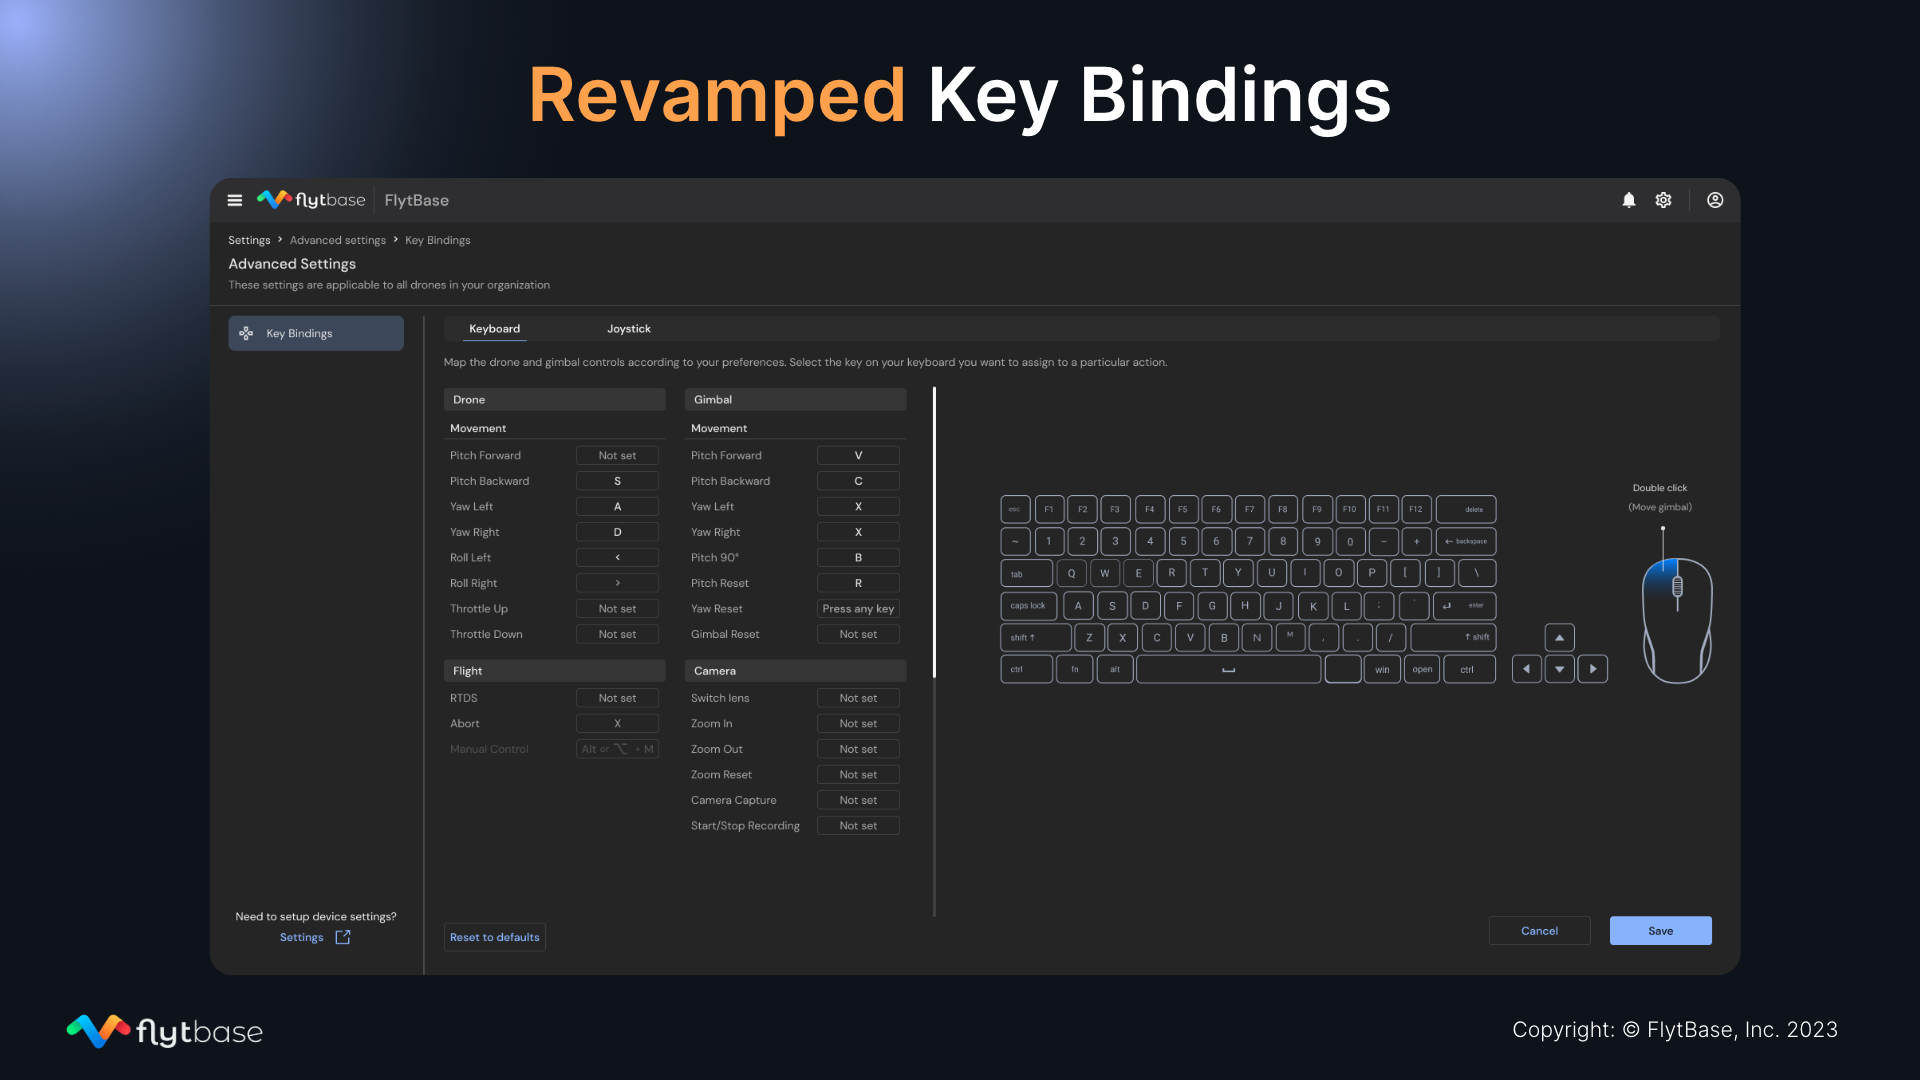 Revamped Key Bindings
flytbase FlytBase
Settings > Advanced settings > Key Bindings
Advanced Settings
These settings are applicable to all drones in your organization
Key Bindings
Keyboard Joystick
Map the drone and gimbal controls according to your preferences. Select the key on your keyboard you want to assign to a particular action.
Drone
Movement
Pitch Forward Not set
Pitch Backward S
Yaw Left A
Yaw Right D
Roll Left <
Roll Right >
Throttle Up Not set
Throttle Down Not set
Flight
RTDS Not set
Abort X
Manual Control Alt or ⌥ + M
Gimbal
Movement
Pitch Forward V
Pitch Backward C
Yaw Left X
Yaw Right X
Pitch 90° B
Pitch Reset R
Yaw Reset Press any key
Gimbal Reset Not set
Camera
Switch lens Not set
Zoom In Not set
Zoom Out Not set
Zoom Reset Not set
Camera Capture Not set
Start/Stop Recording Not set
esc F1 F2 F3 F4 F5 F6 F7 F8 F9 F10 F11 F12 delete
~ 1 2 3 4 5 6 7 8 9 0 - + ← backspace
tab Q W E R T Y U I O P [ ] \
caps lock A S D F G H J K L ; ' ↵ enter
shift ↑ Z X C V B N M , . / ↑ shift
ctrl fn alt win open ctrl
Double click
(Move gimbal)
Need to setup device settings?
Settings
Reset to defaults
Cancel Save
flytbase
Copyright: © FlytBase, Inc. 2023